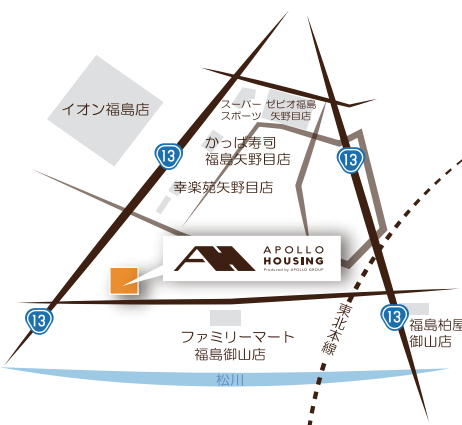 スーパー ゼビオ福島
スポーツ 矢野目店
イオン福島店
かっぱ寿司
福島矢野目店
13
13
幸楽苑矢野目店
APOLLO
HOUSING
Produced by APOLLO GROUP
13
13
東北本線
福島柏屋
御山店
ファミリーマート
福島御山店
松川